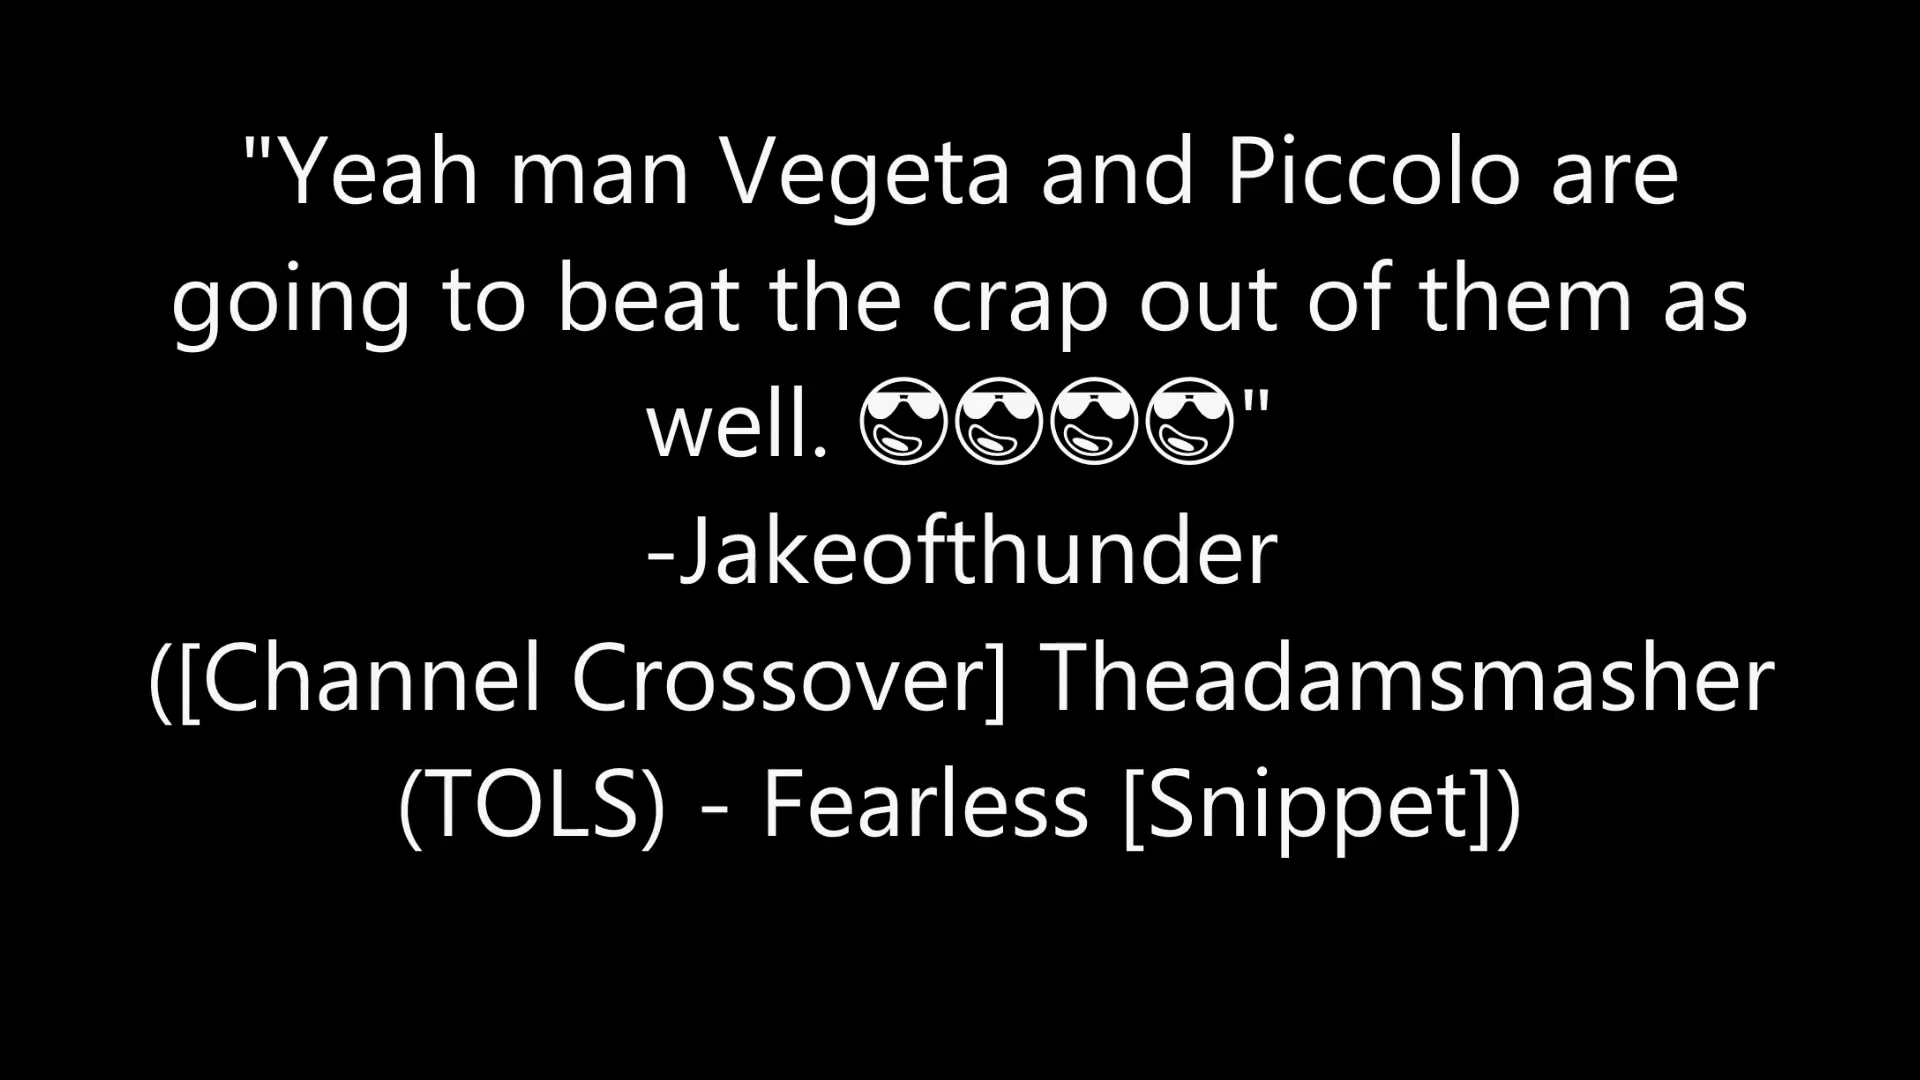 "Yeah man Vegeta and Piccolo are
going to beat the crap out of them as
well. 😎😎😎😎"
-Jakeofthunder
([Channel Crossover] Theadamsmasher
(TOLS) - Fearless [Snippet])